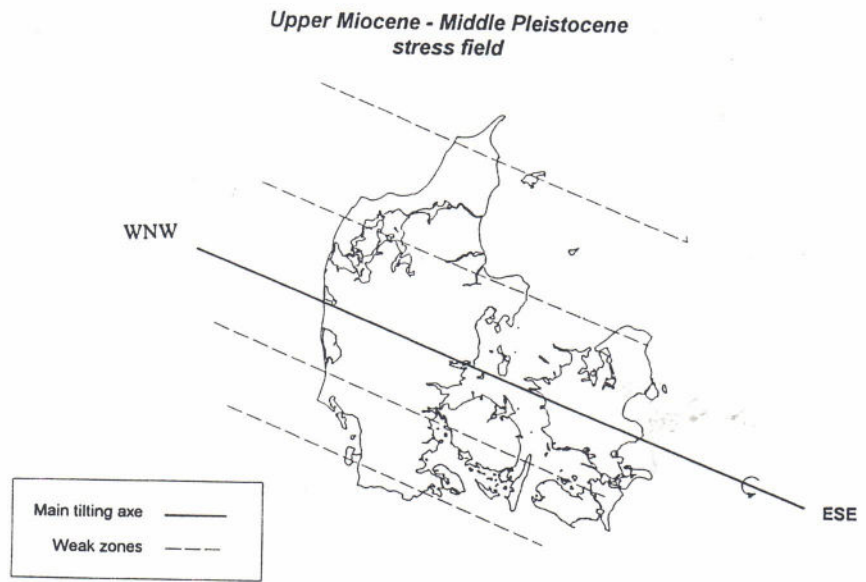 Upper Miocene - Middle Pleistocene
stress field
WNW
ESE
Main tilting axe
Weak zones